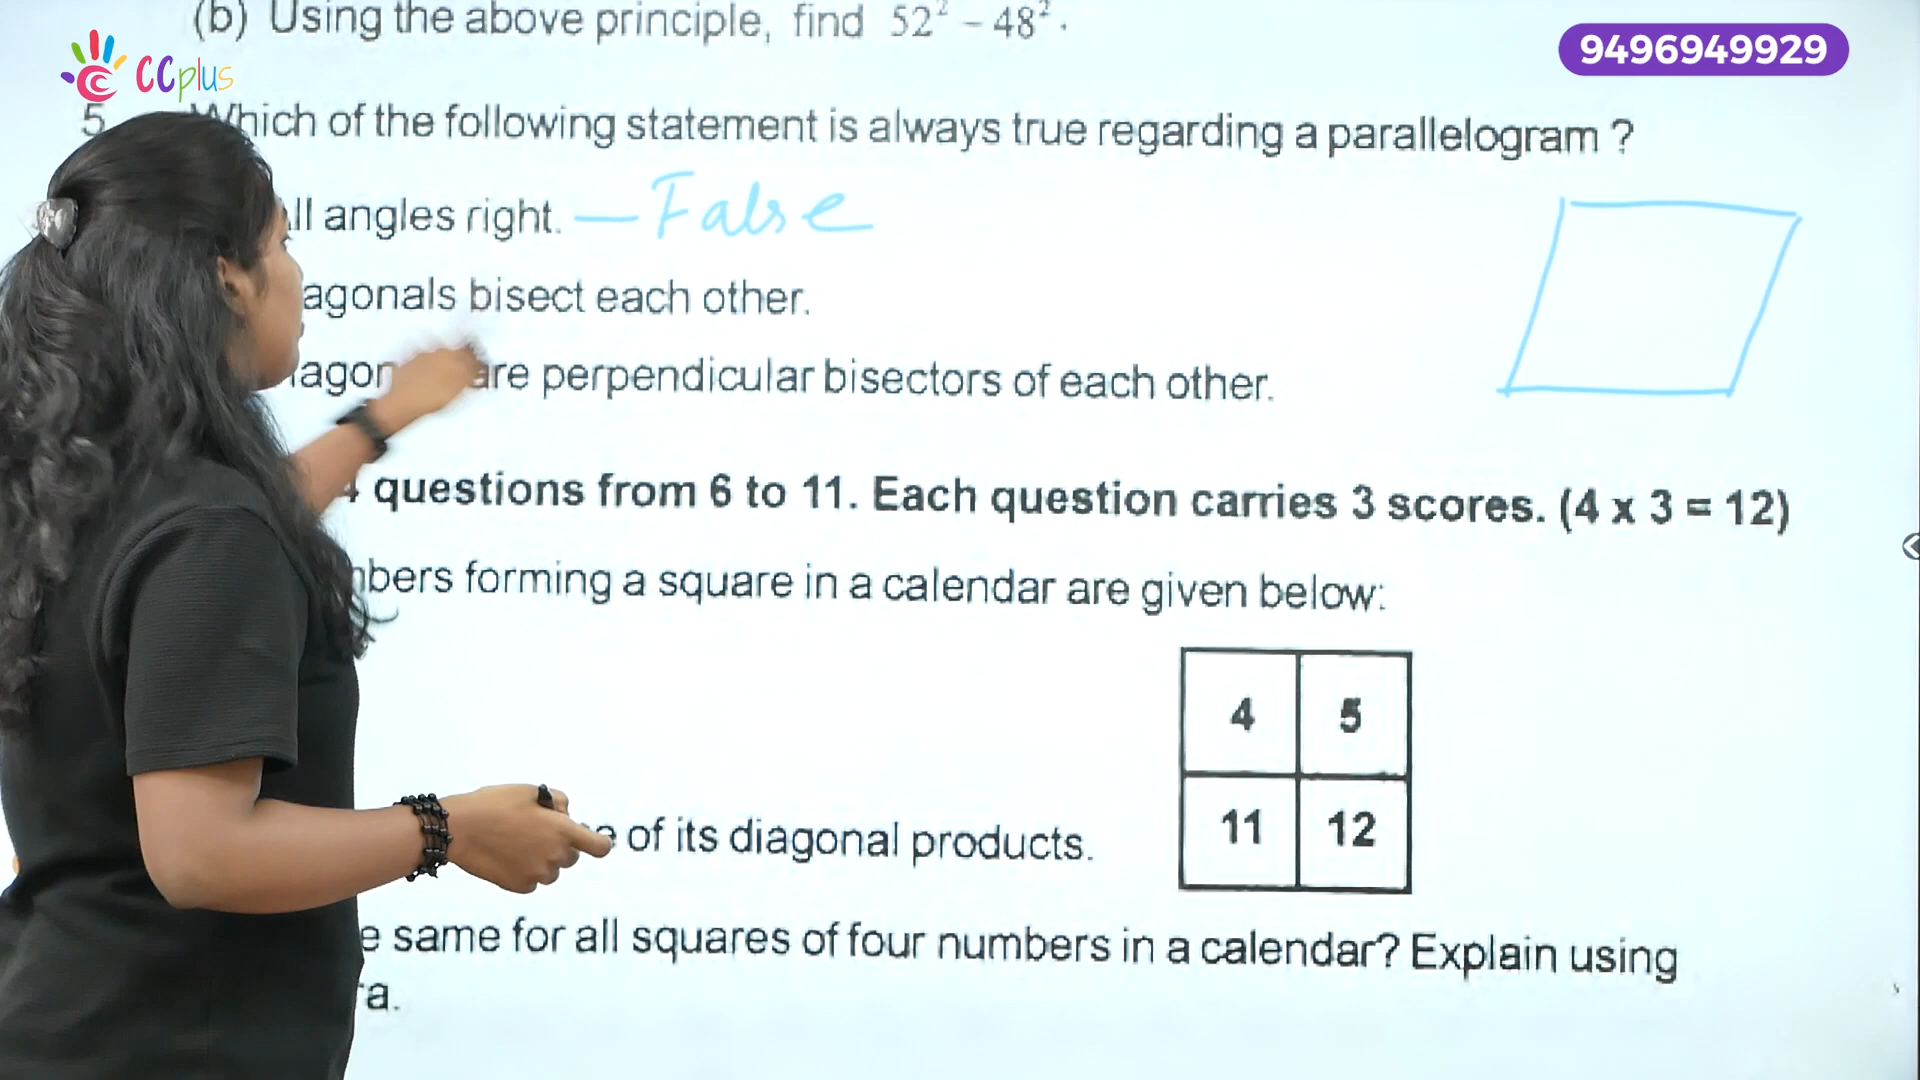 (b) Using the above principle, find 52² – 48².
CCplus
9496949929
5 Which of the following statement is always true regarding a parallelogram ?
ll angles right. — False
agonals bisect each other.
iagon are perpendicular bisectors of each other.
4 questions from 6 to 11. Each question carries 3 scores. (4 x 3 = 12)
bers forming a square in a calendar are given below:
4 5
11 12
e of its diagonal products.
e same for all squares of four numbers in a calendar? Explain using
a.